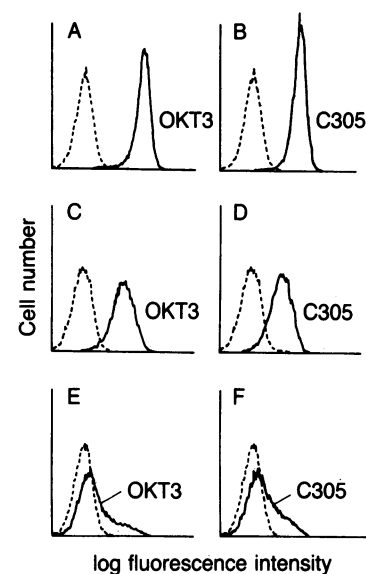 A
OKT3
B
C305
C
OKT3
D
C305
E
OKT3
F
C305
Cell number
log fluorescence intensity